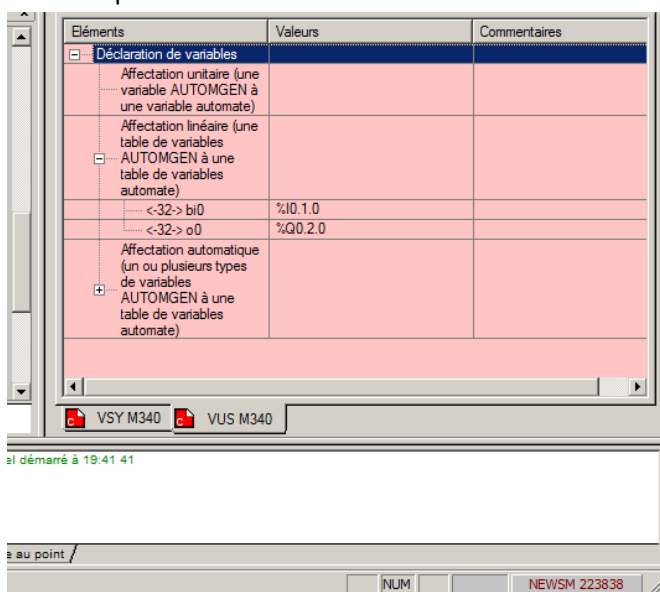 Eléments Valeurs Commentaires
Déclaration de variables
Affectation unitaire (une
variable AUTOMGEN à
une variable automate)
Affectation linéaire (une
table de variables
AUTOMGEN à une
table de variables
automate)
<-32-> bi0 %I0.1.0
<-32-> o0 %Q0.2.0
Affectation automatique
(un ou plusieurs types
de variables
AUTOMGEN à une
table de variables
automate)
VSY M340 VUS M340
el démarré à 19:41 41
e au point
NUM NEWSM 223838